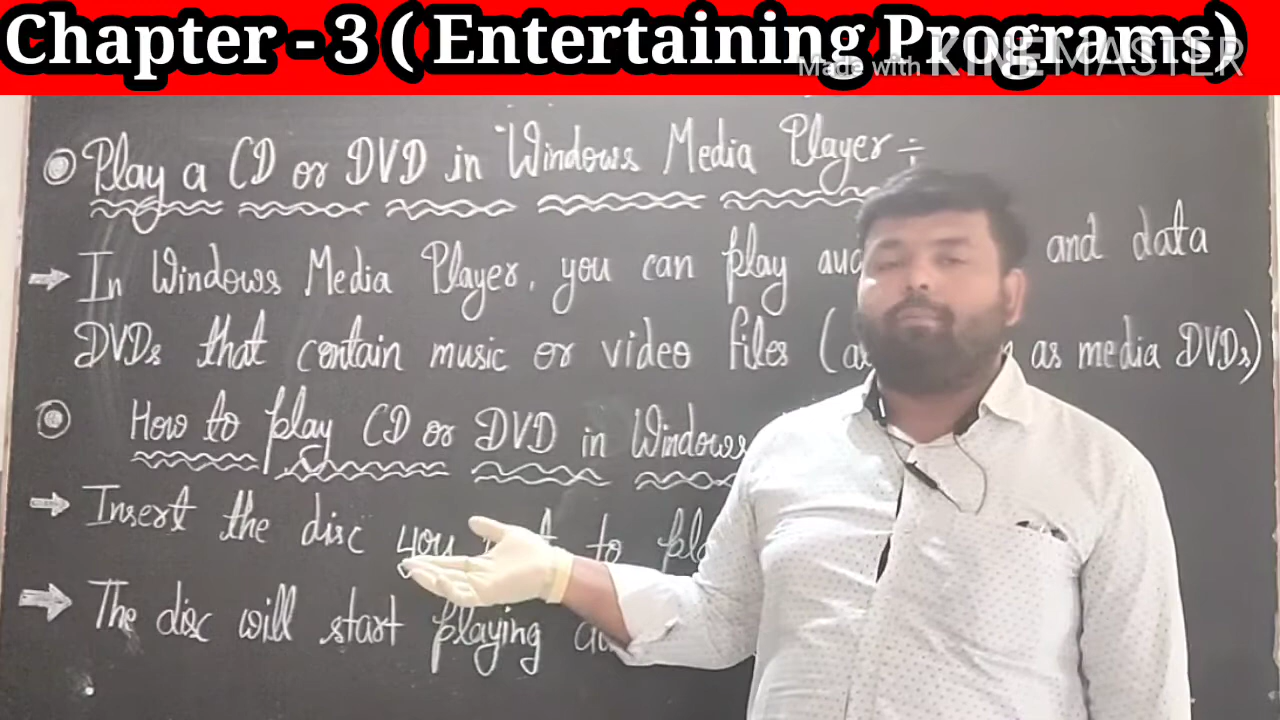 Chapter - 3 ( Entertaining Programs)
Made with KINEMASTER
Play a CD or DVD in Windows Media Player÷
→ In Windows Media Player, you can play and data
DVDs that contain music or video files ( as media DVDs)
How to play CD or DVD in Windows
→ Insert the disc you to
→ The disc will start playing